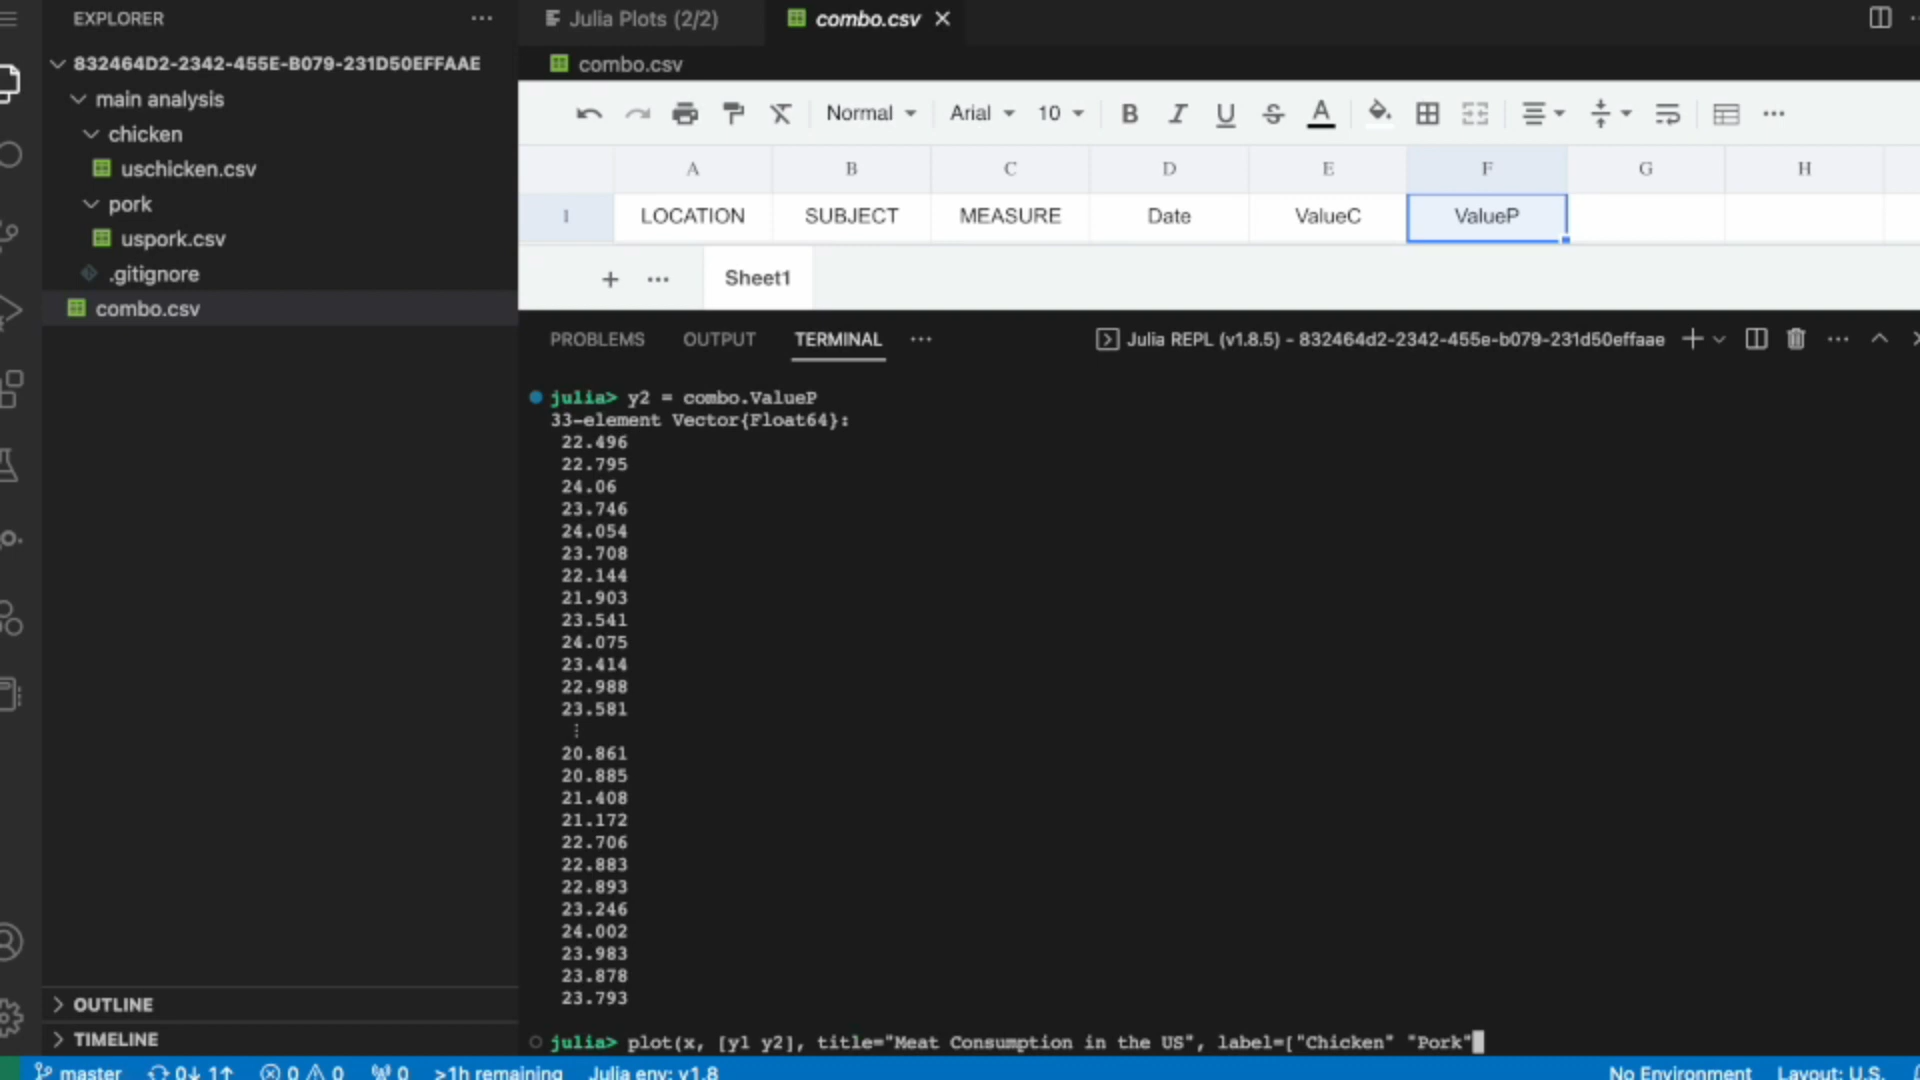 EXPLORER
832464D2-2342-455E-B079-231D50EFFAAE
main analysis
chicken
uschicken.csv
pork
uspork.csv
.gitignore
combo.csv
OUTLINE
TIMELINE
Julia Plots (2/2)
combo.csv
combo.csv
Normal Arial 10 B I U S A
A B C D E F G H
1 LOCATION SUBJECT MEASURE Date ValueC ValueP
+ ... Sheet1
PROBLEMS OUTPUT TERMINAL ... Julia REPL (v1.8.5) - 832464d2-2342-455e-b079-231d50effaae
julia> y2 = combo.ValueP
33-element Vector{Float64}:
22.496
22.795
24.06
23.746
24.054
23.708
22.144
21.903
23.541
24.075
23.414
22.988
23.581
⋮
20.861
20.885
21.408
21.172
22.706
22.883
22.893
23.246
24.002
23.983
23.878
23.793
julia> plot(x, [y1 y2], title="Meat Consumption in the US", label=["Chicken" "Pork"
master 0↓ 1↑ 0 0 0 >1h remaining Julia env: v1.8 No Environment Layout: U.S.